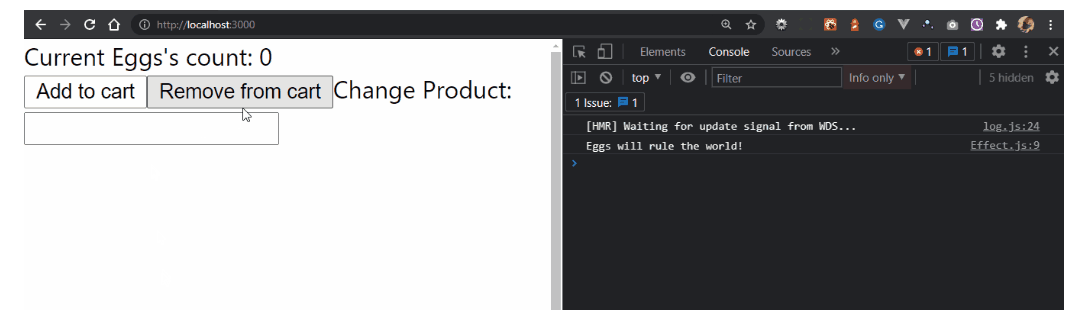 http://localhost:3000
Current Eggs's count: 0
Add to cart Remove from cart Change Product:
Elements Console Sources » 1 1
top ▼ Filter Info only ▼ 5 hidden
1 Issue: 1
[HMR] Waiting for update signal from WDS... log.js:24
Eggs will rule the world! Effect.js:9